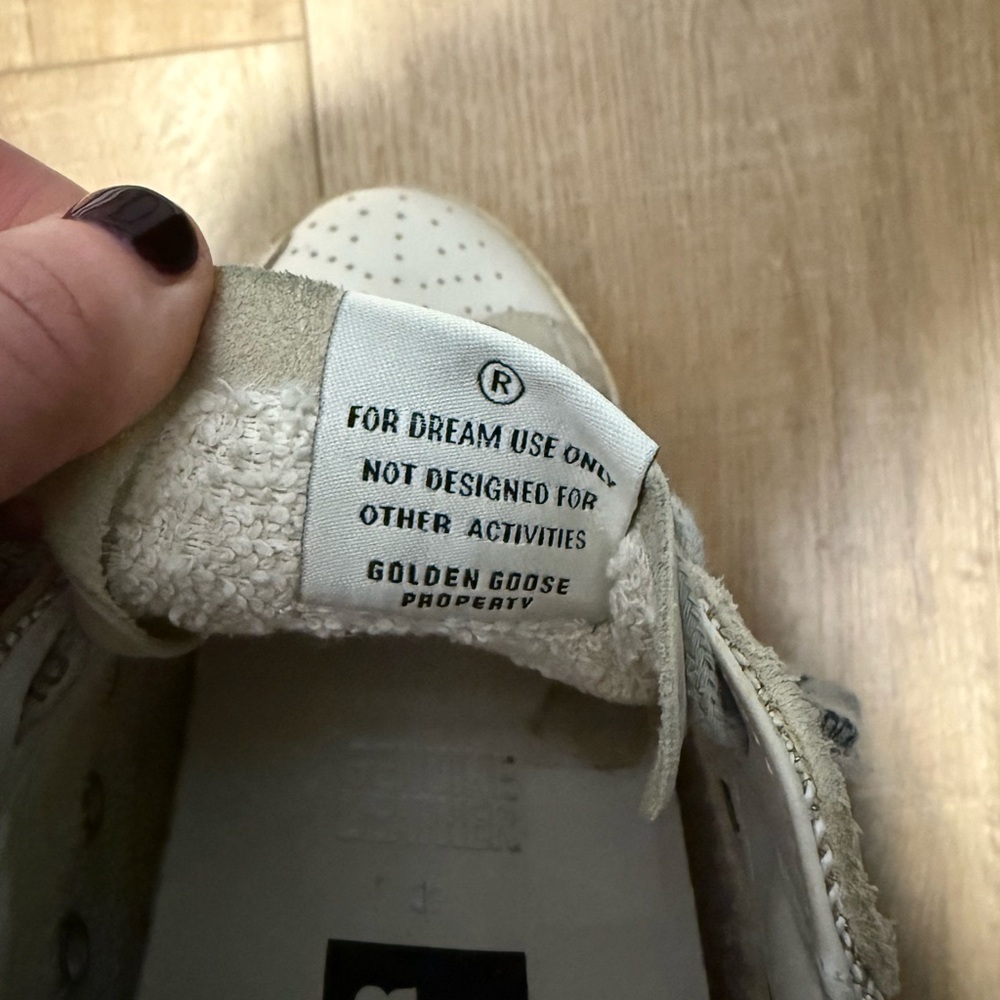 ®
FOR DREAM USE ONLY
NOT DESIGNED FOR
OTHER ACTIVITIES
GOLDEN GOOSE
PROPERTY